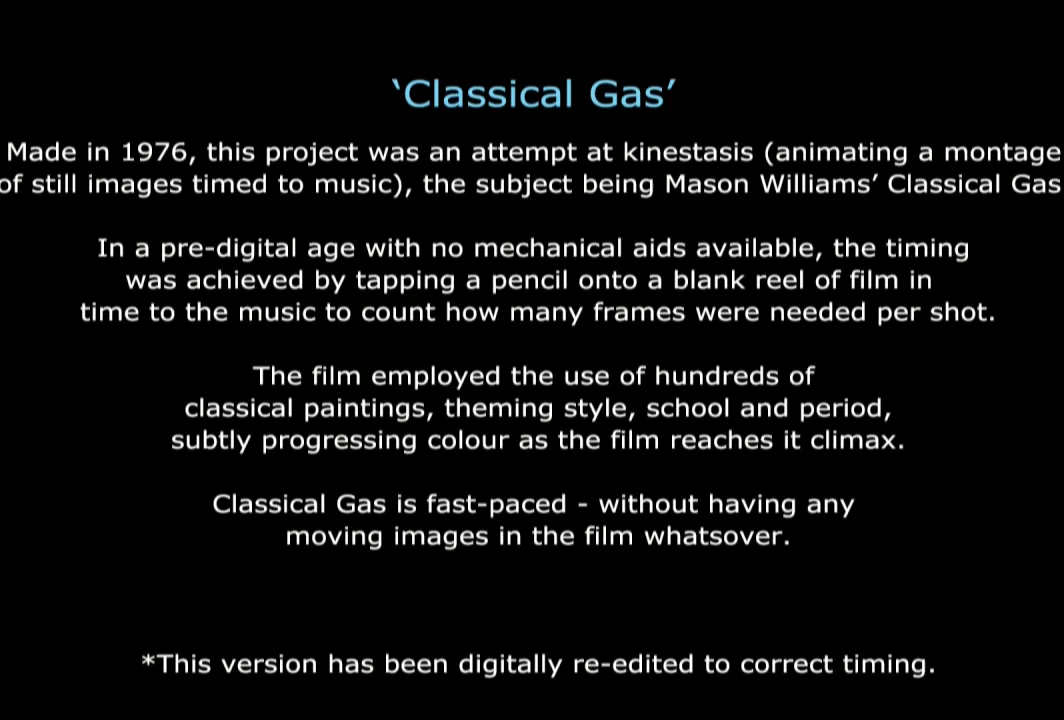 ‘Classical Gas’
Made in 1976, this project was an attempt at kinestasis (animating a montage
of still images timed to music), the subject being Mason Williams’ Classical Gas
In a pre-digital age with no mechanical aids available, the timing
was achieved by tapping a pencil onto a blank reel of film in
time to the music to count how many frames were needed per shot.
The film employed the use of hundreds of
classical paintings, theming style, school and period,
subtly progressing colour as the film reaches it climax.
Classical Gas is fast-paced - without having any
moving images in the film whatsover.
*This version has been digitally re-edited to correct timing.